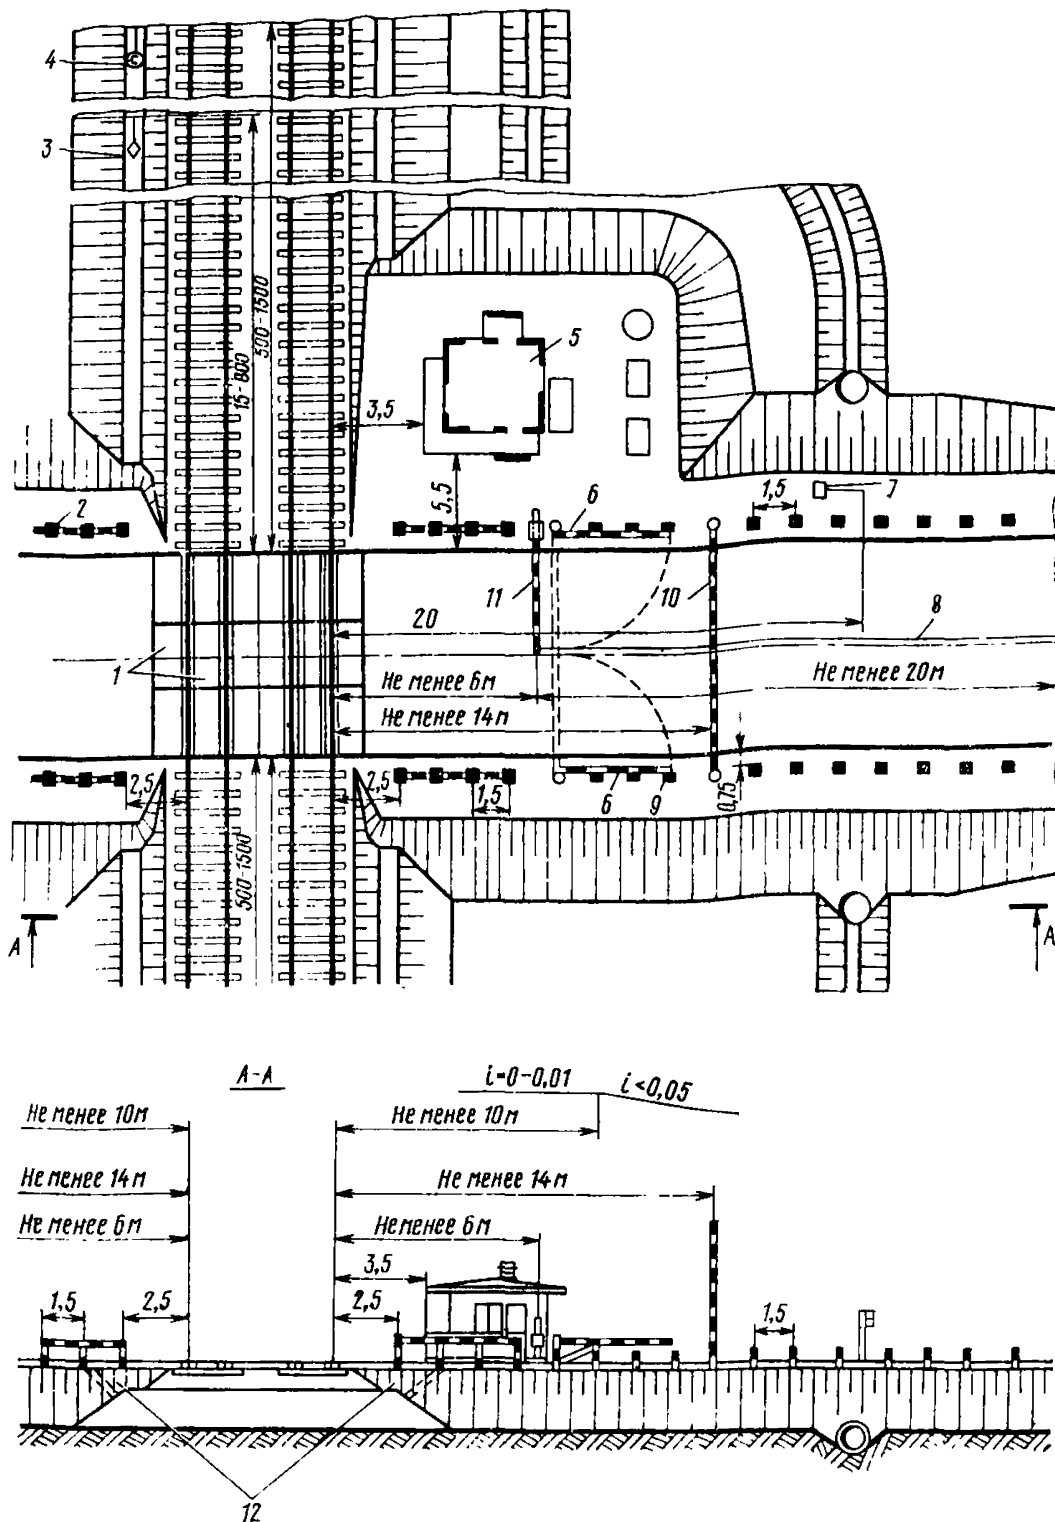 4
С
3
500-1500
15-800
5
3,5
5,5
2
6
1,5
7
11
10
20
8
1
Не менее 6м
Не менее 20м
Не менее 14м
2,5
2,5
1,5
6
9
0,75
500-1500
А
А
А-А
i=0-0,01
i<0,05
Не менее 10м
Не менее 10м
Не менее 14м
Не менее 14м
Не менее 6м
Не менее 6м
3,5
1,5
2,5
2,5
1,5
12